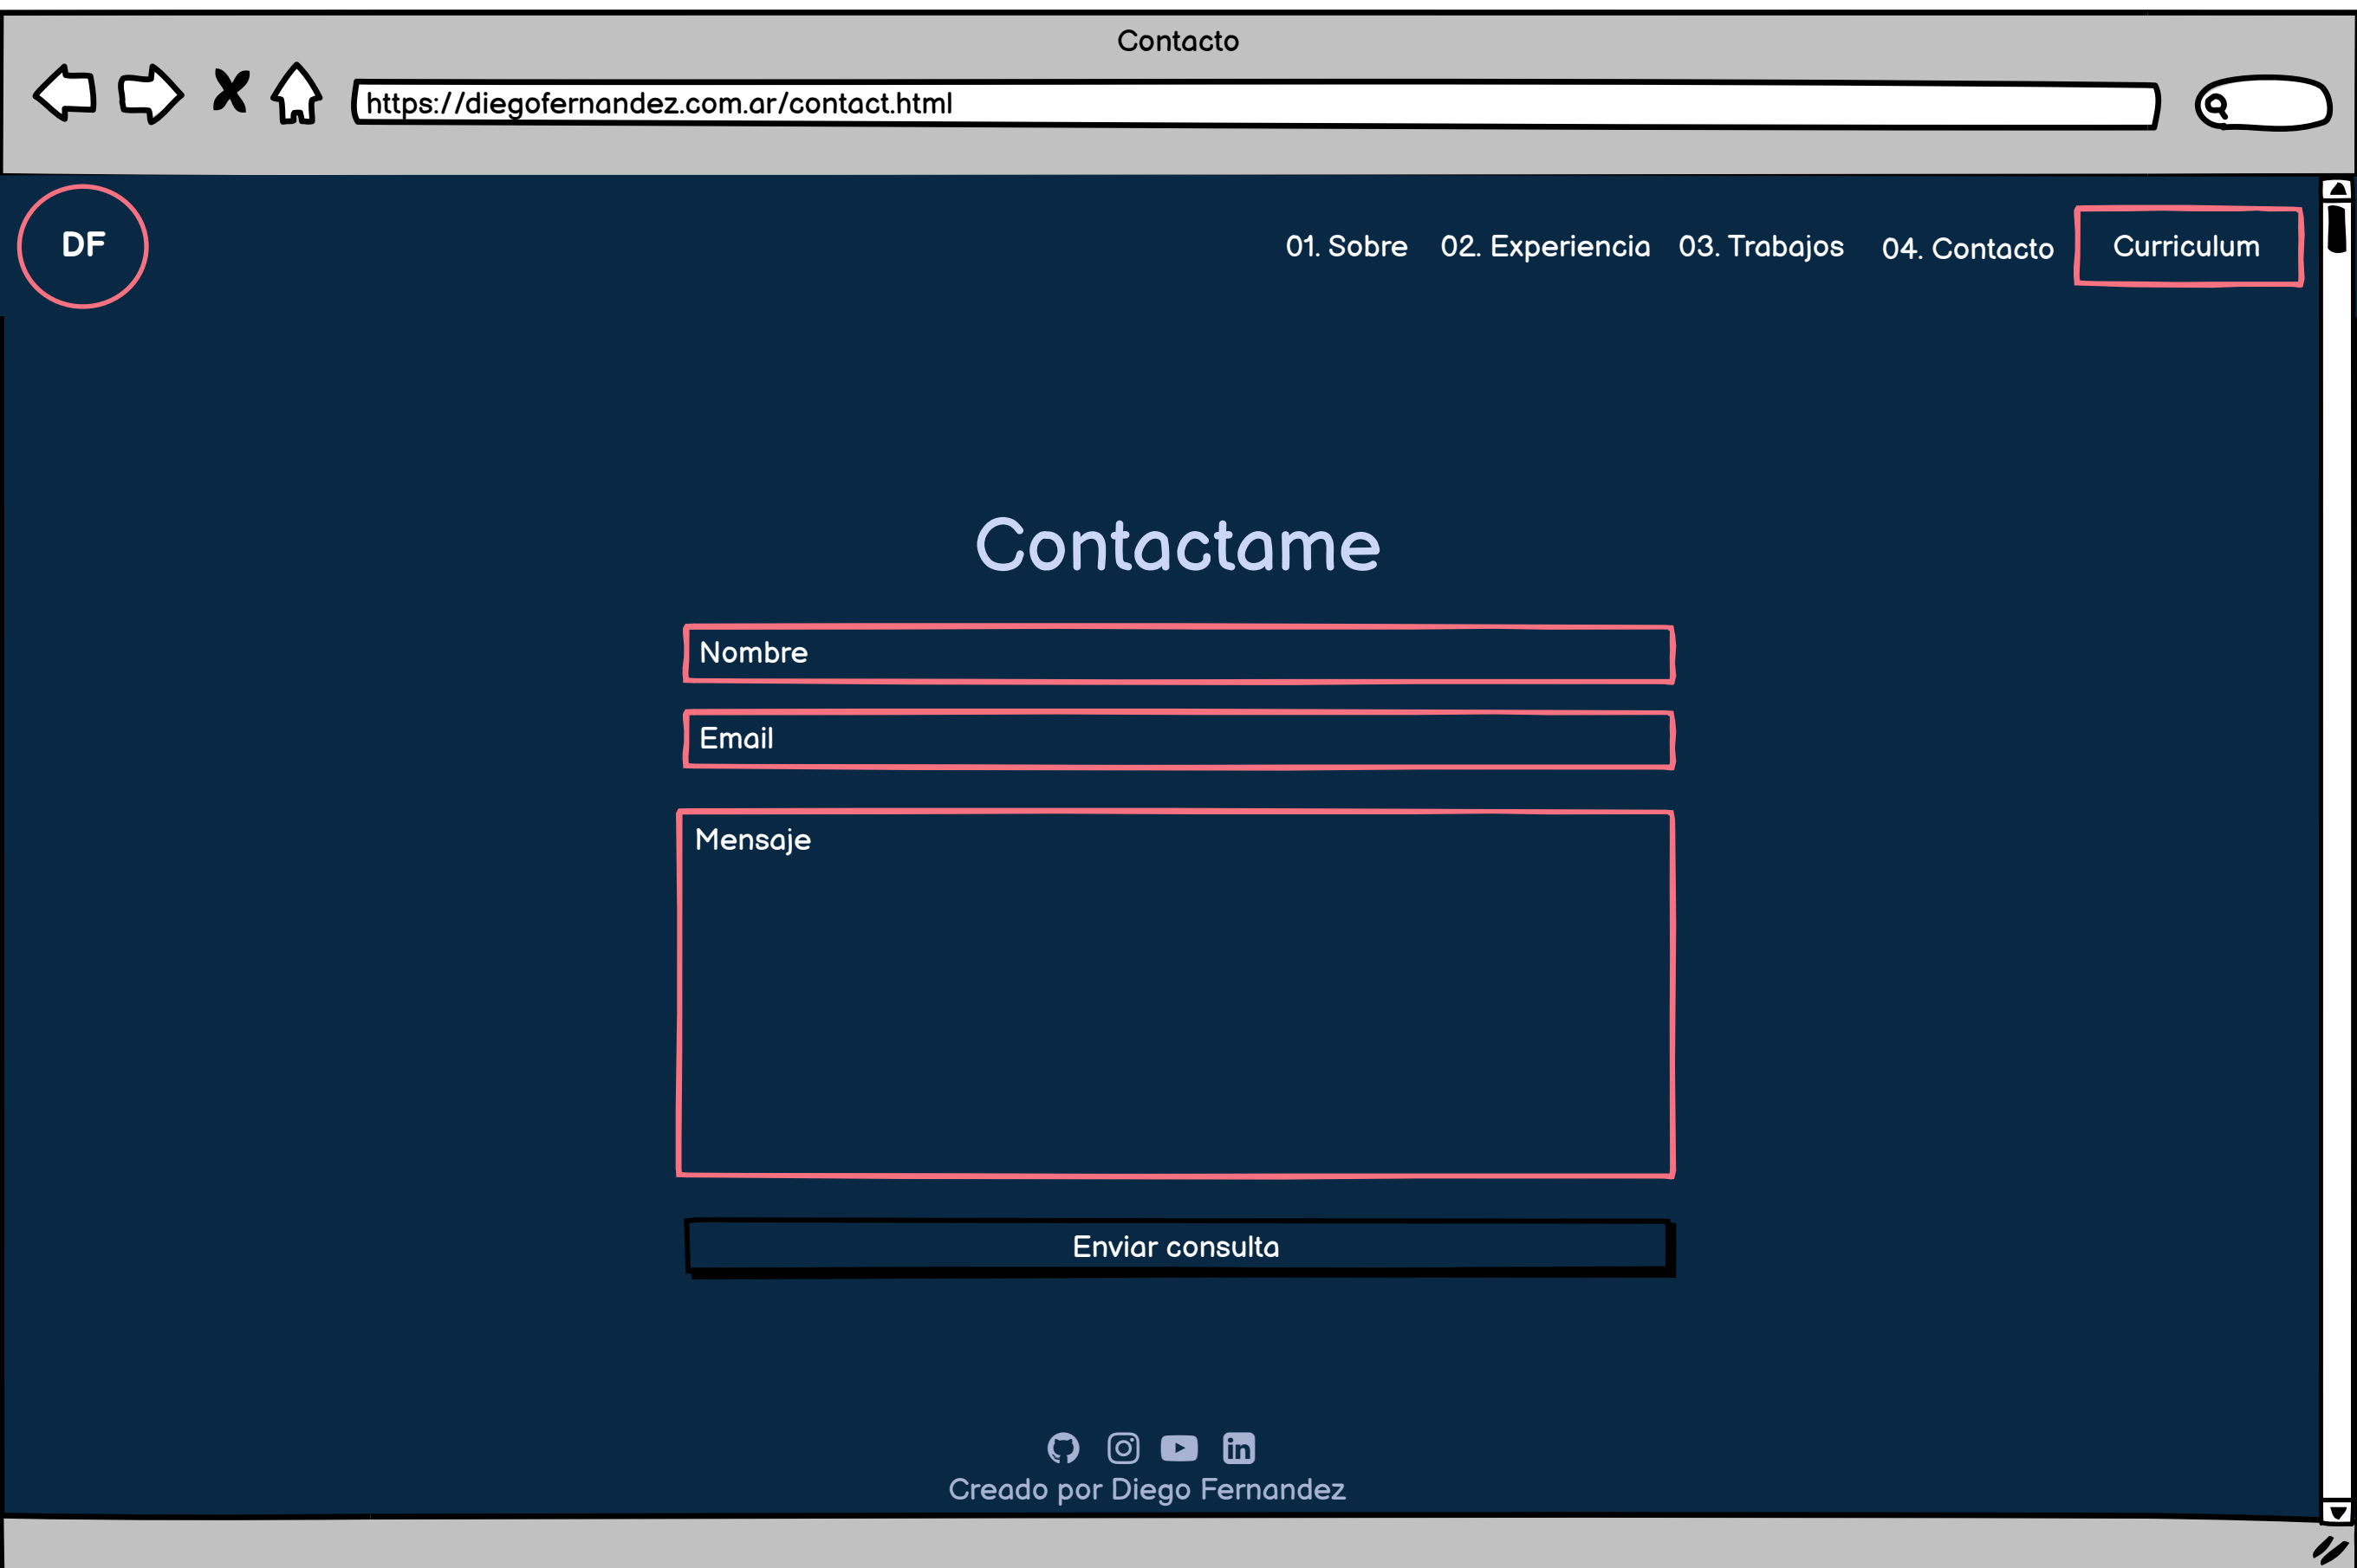 Contacto
https://diegofernandez.com.ar/contact.html
DF
01. Sobre 02. Experiencia 03. Trabajos 04. Contacto Curriculum
Contactame
Nombre
Email
Mensaje
Enviar consulta
in
Creado por Diego Fernandez